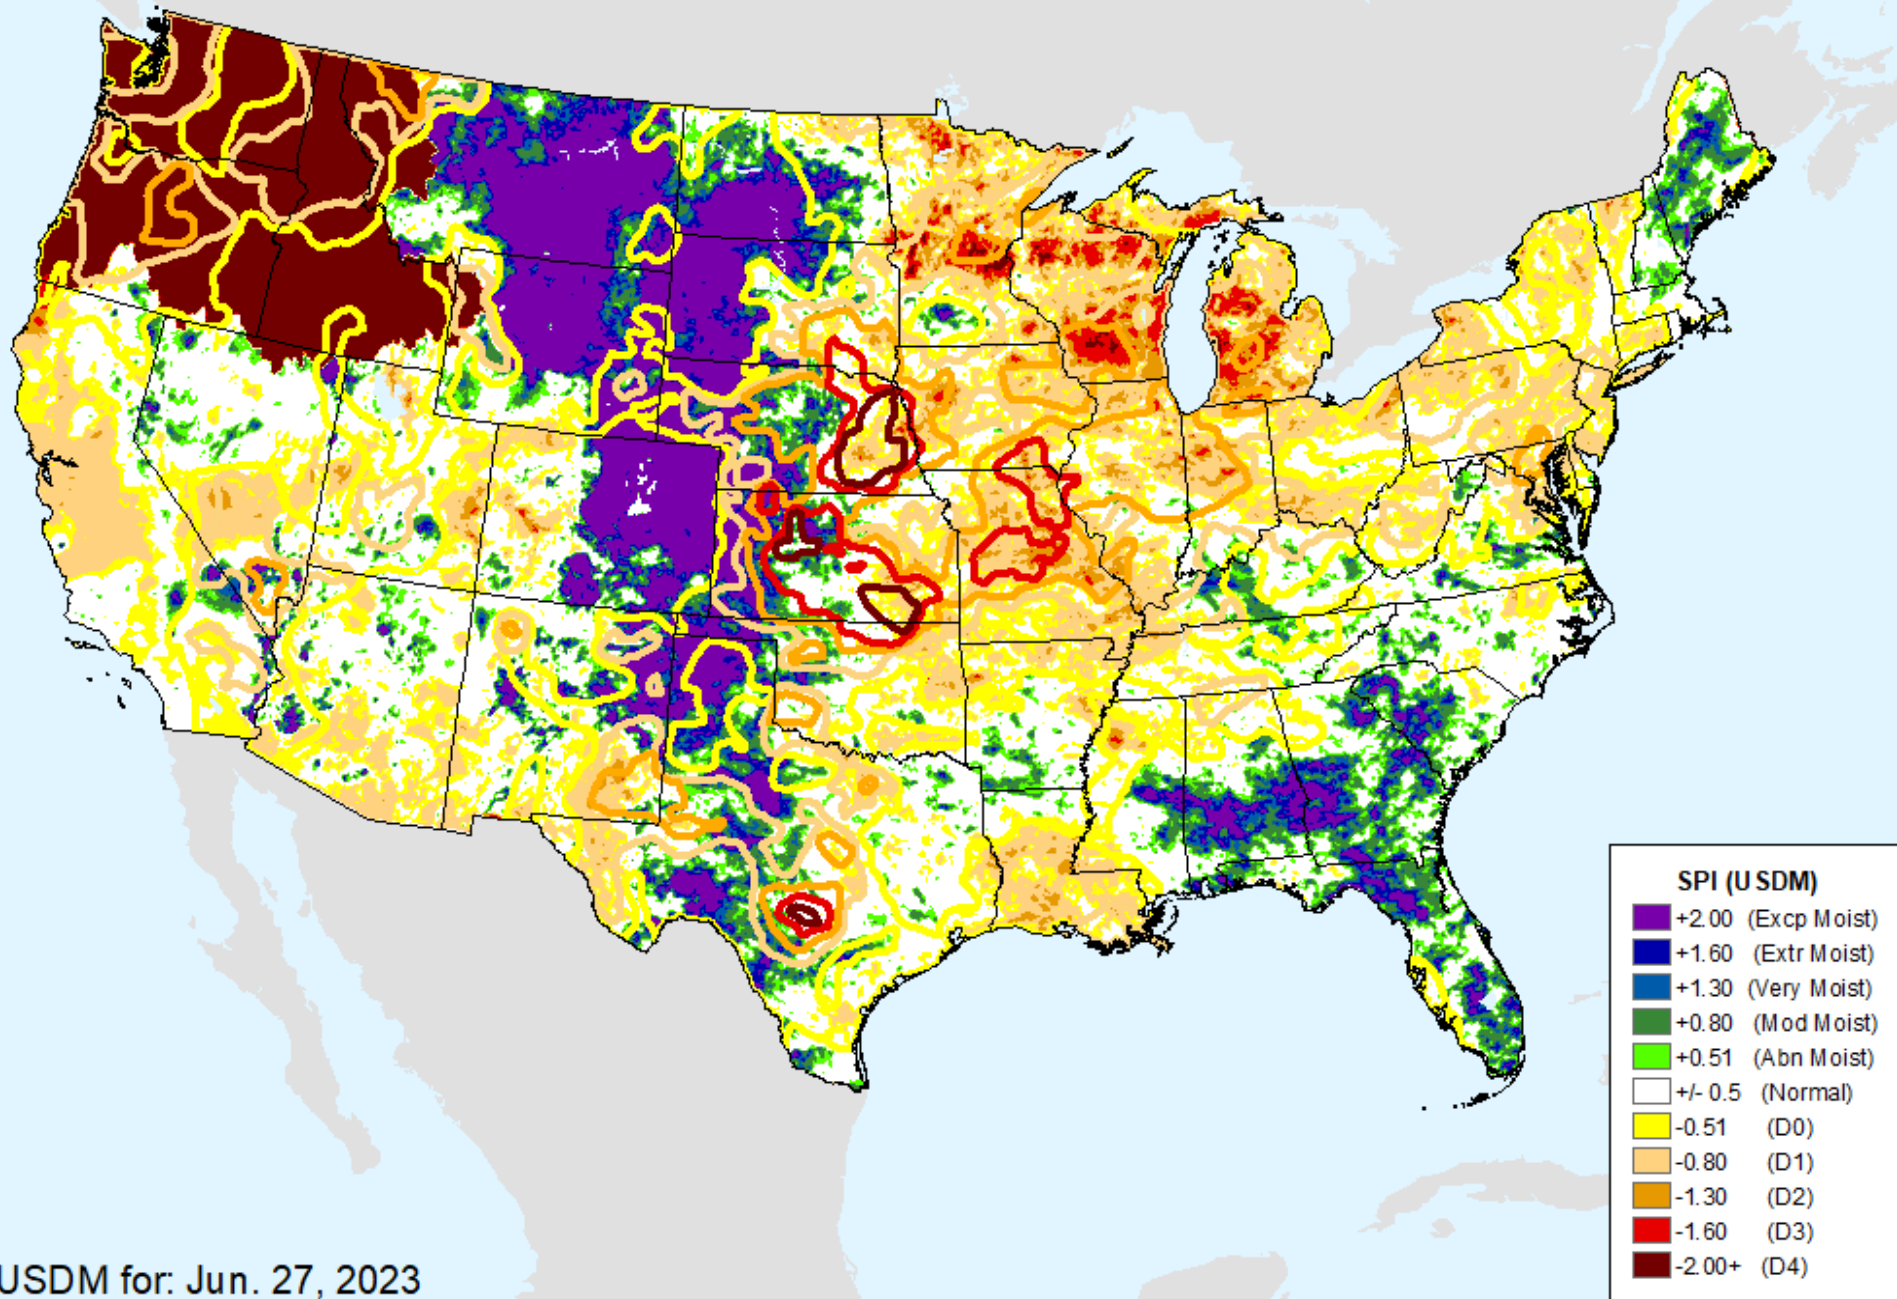 SPI (USDM)
+2.00 (Excp Moist)
+1.60 (Extr Moist)
+1.30 (Very Moist)
+0.80 (Mod Moist)
+0.51 (Abn Moist)
+/- 0.5 (Normal)
-0.51 (D0)
-0.80 (D1)
-1.30 (D2)
-1.60 (D3)
-2.00+ (D4)
USDM for: Jun. 27, 2023